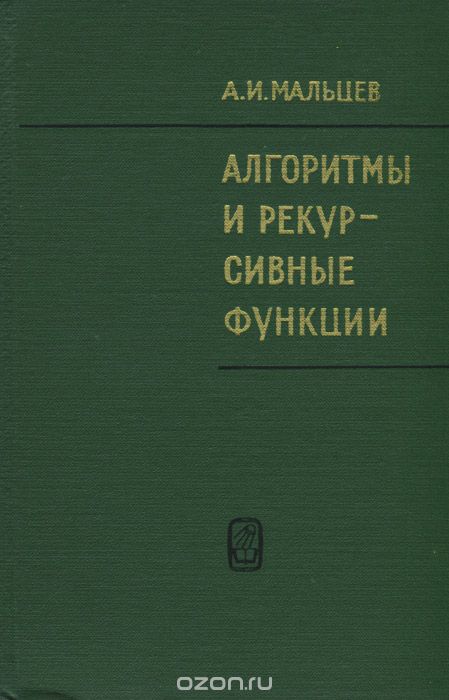 А.И.МАЛЬЦЕВ
АЛГОРИТМЫ
И РЕКУР-
СИВНЫЕ
ФУНКЦИИ
ozon.ru